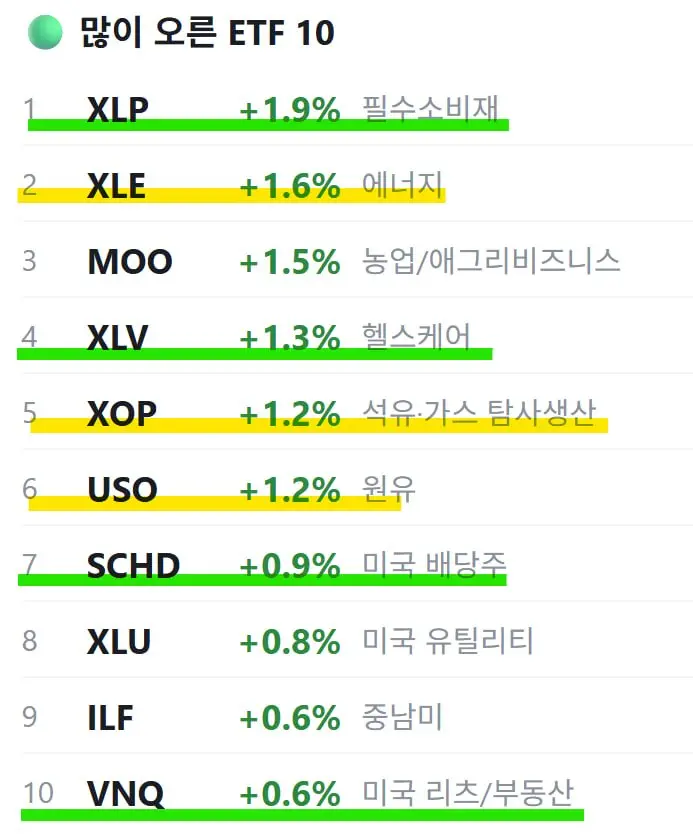 많이 오른 ETF 10
1 XLP +1.9% 필수소비재
2 XLE +1.6% 에너지
3 MOO +1.5% 농업/애그리비즈니스
4 XLV +1.3% 헬스케어
5 XOP +1.2% 석유·가스 탐사생산
6 USO +1.2% 원유
7 SCHD +0.9% 미국 배당주
8 XLU +0.8% 미국 유틸리티
9 ILF +0.6% 중남미
10 VNQ +0.6% 미국 리츠/부동산